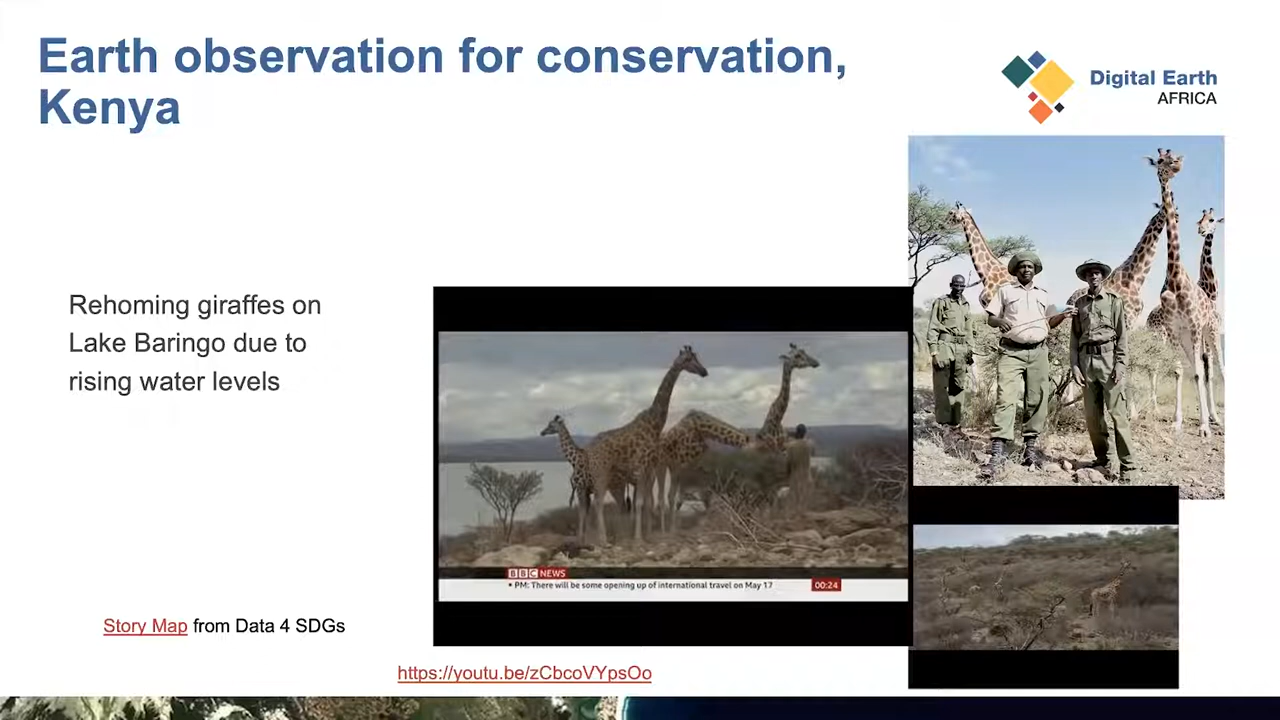 Earth observation for conservation,
Kenya
Digital Earth
AFRICA
Rehoming giraffes on
Lake Baringo due to
rising water levels
BBC NEWS
• PM: There will be some opening up of international travel on May 17
00:24
Story Map from Data 4 SDGs
https://youtu.be/zCbcoVYpsOo